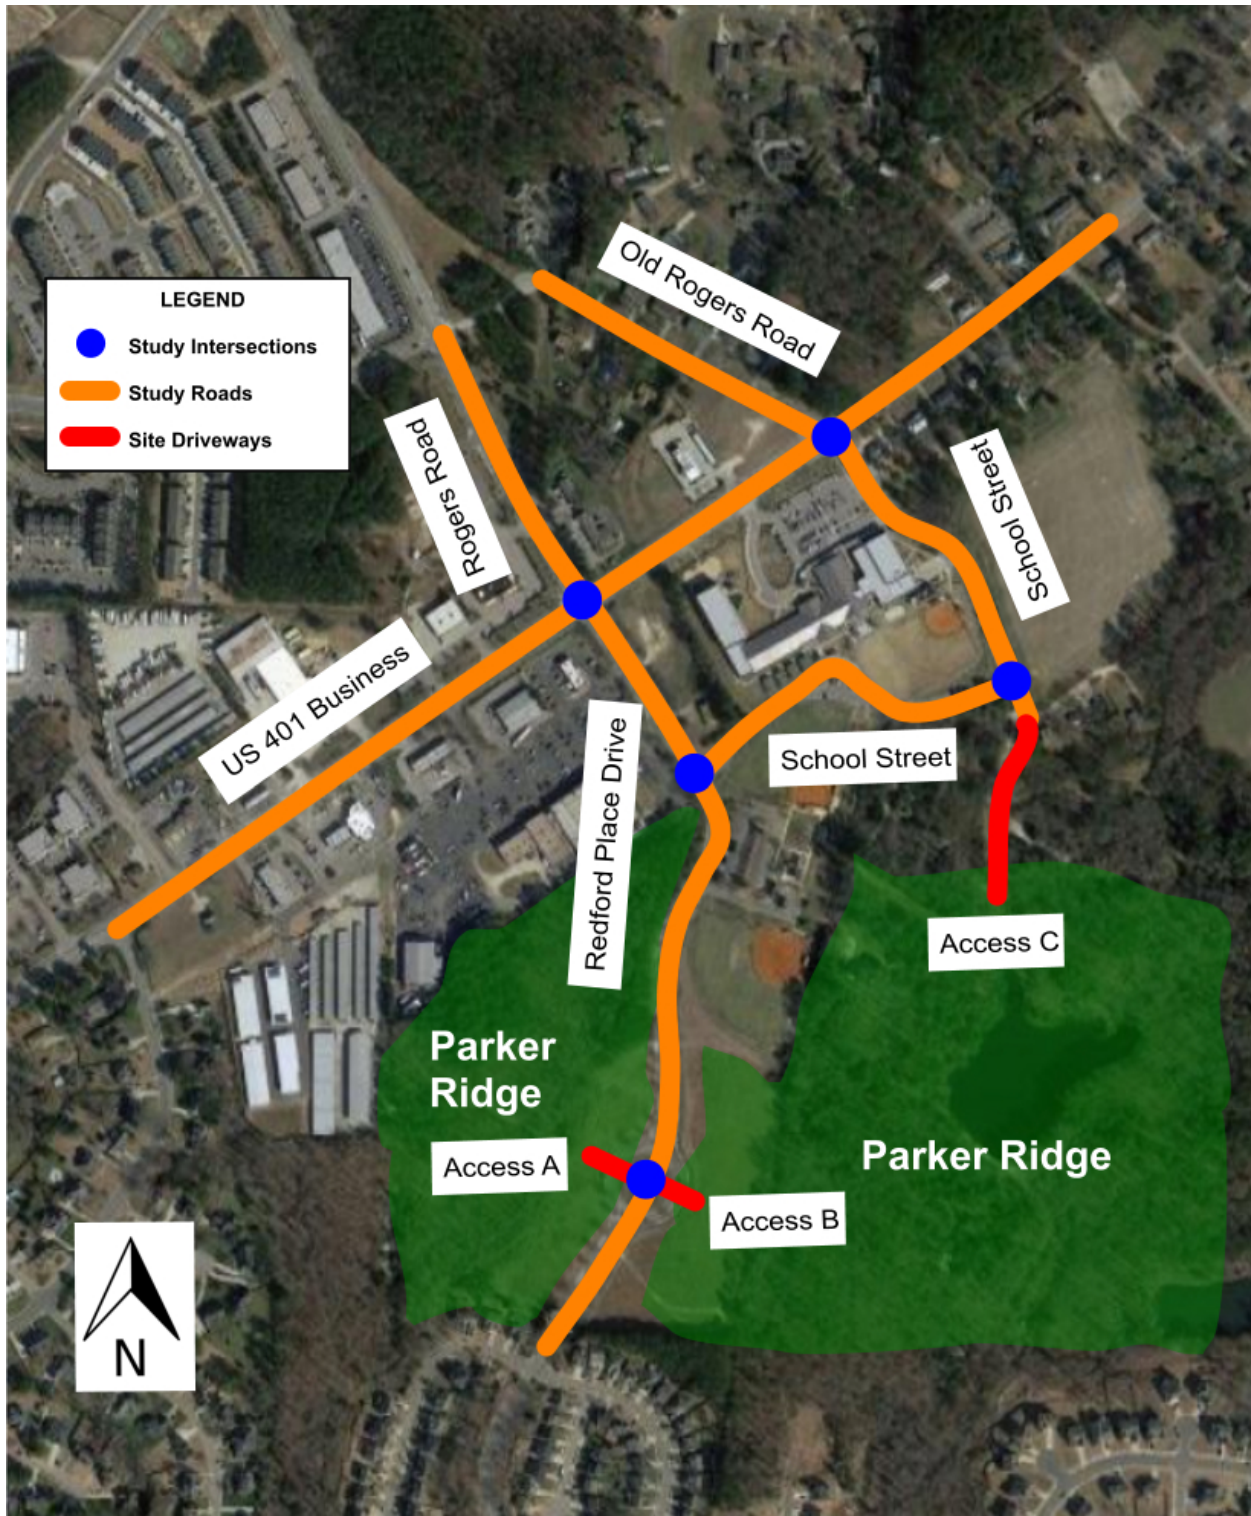 Old Rogers Road
LEGEND
Study Intersections
Study Roads
Site Driveways
Rogers Road
School Street
US 401 Business
Redford Place Drive
School Street
Access C
Parker
Ridge
Access A
Parker Ridge
Access B
N